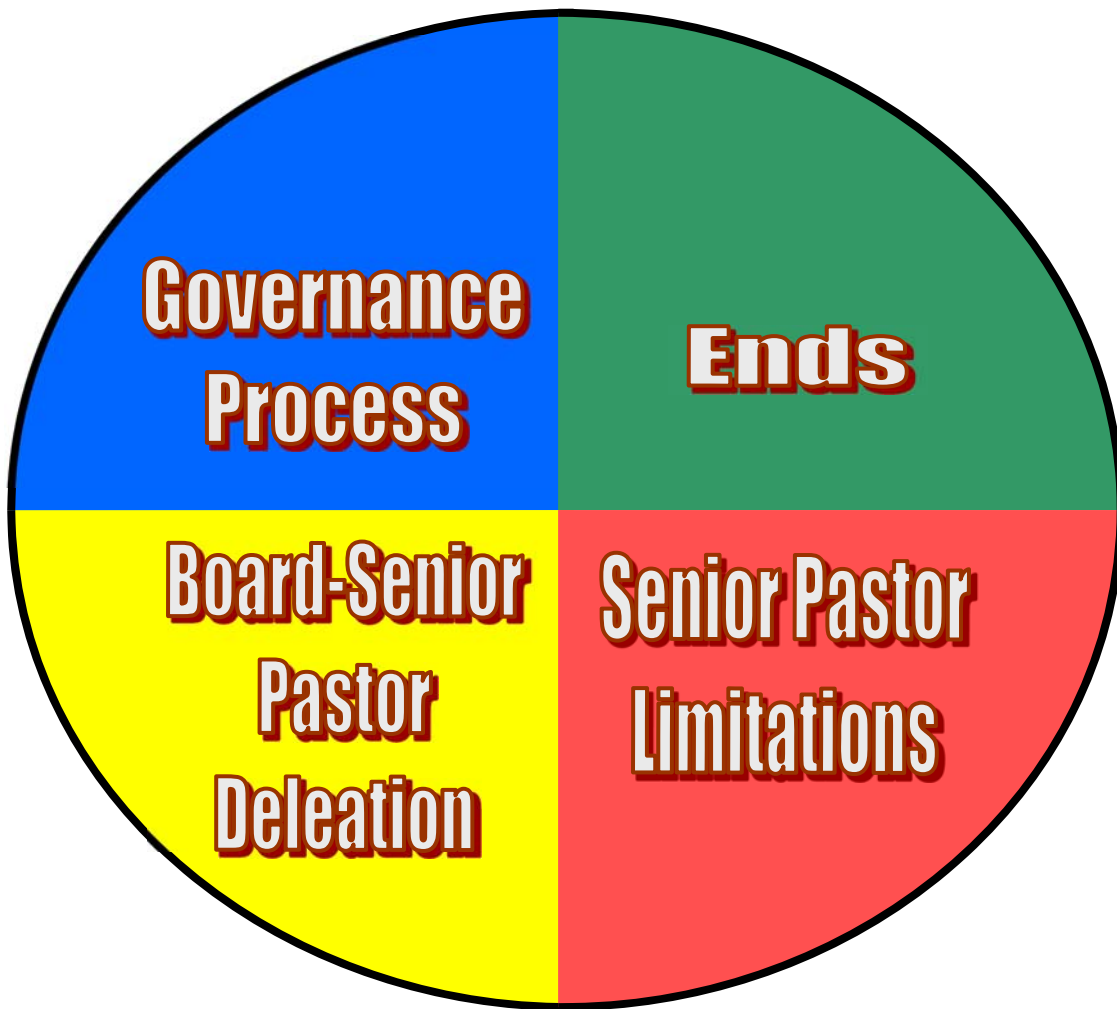 Governance
Process
Ends
Board-Senior
Pastor
Deleation
Senior Pastor
Limitations